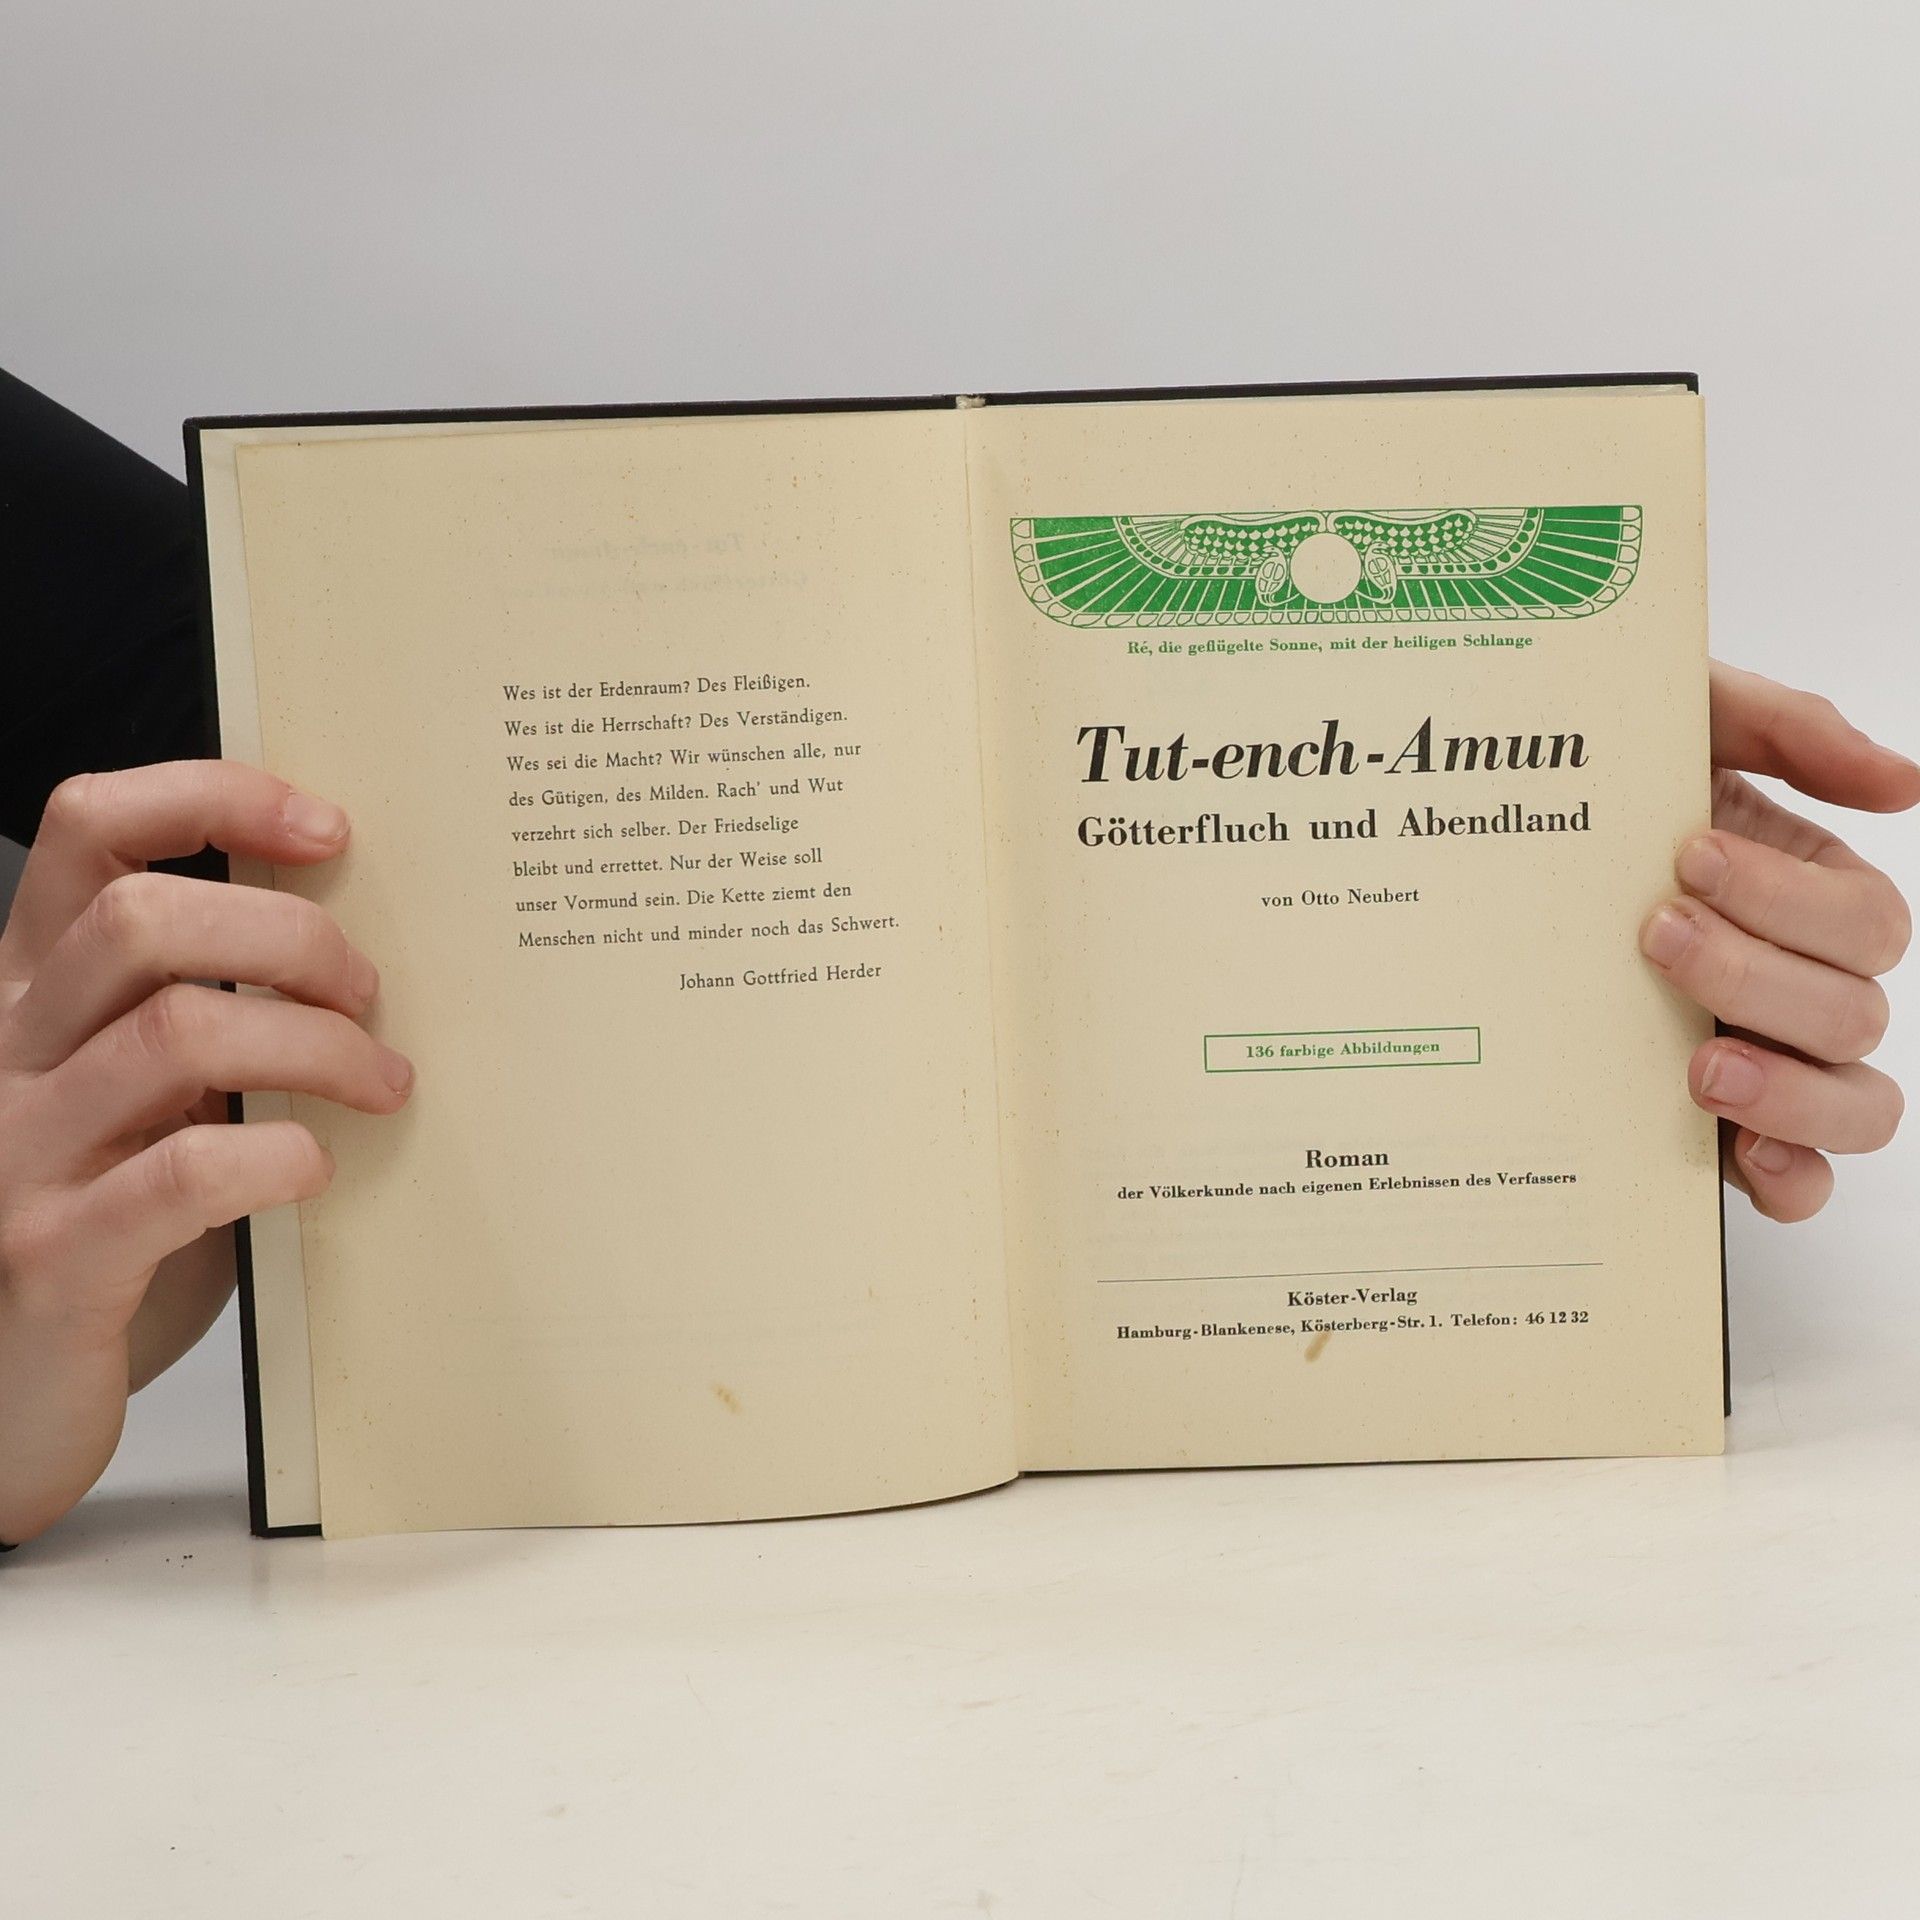 Wes ist der Erdenraum? Des Fleißigen.
Wes ist die Herrschaft? Des Verständigen.
Wes sei die Macht? Wir wünschen alle, nur
des Gütigen, des Milden. Rach' und Wut
verzehrt sich selber. Der Friedselige
bleibt und errettet. Nur der Weise soll
unser Vormund sein. Die Kette ziemt den
Menschen nicht und minder noch das Schwert.
Johann Gottfried Herder
Ré, die geflügelte Sonne, mit der heiligen Schlange
Tut-ench-Amun
Götterfluch und Abendland
von Otto Neubert
136 farbige Abbildungen
Roman
der Völkerkunde nach eigenen Erlebnissen des Verfassers
Köster-Verlag
Hamburg-Blankenese, Kösterberg-Str. 1. Telefon: 46 12 32